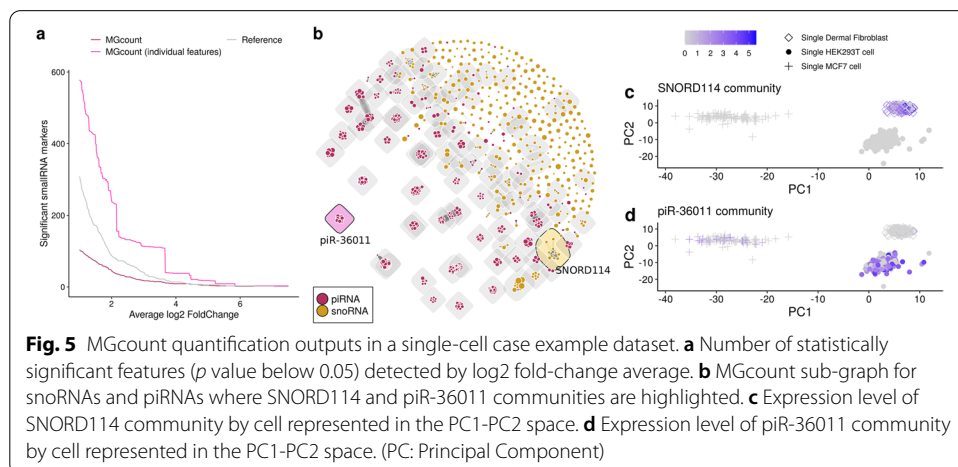 a
MGcount
Reference
MGcount (individual features)
600
400
200
0
Significant smallRNA markers
2
4
6
Average log2 FoldChange
b
piR-36011
SNORD114
piRNA
snoRNA
0 1 2 3 4 5
Single Dermal Fibroblast
Single HEK293T cell
Single MCF7 cell
c
SNORD114 community
10
0
-10
-20
PC2
-40 -30 -20 -10 0 10
PC1
d
piR-36011 community
10
0
-10
-20
PC2
-40 -30 -20 -10 0 10
PC1
Fig. 5 MGcount quantification outputs in a single-cell case example dataset. a Number of statistically
significant features (p value below 0.05) detected by log2 fold-change average. b MGcount sub-graph for
snoRNAs and piRNAs where SNORD114 and piR-36011 communities are highlighted. c Expression level of
SNORD114 community by cell represented in the PC1-PC2 space. d Expression level of piR-36011 community
by cell represented in the PC1-PC2 space. (PC: Principal Component)